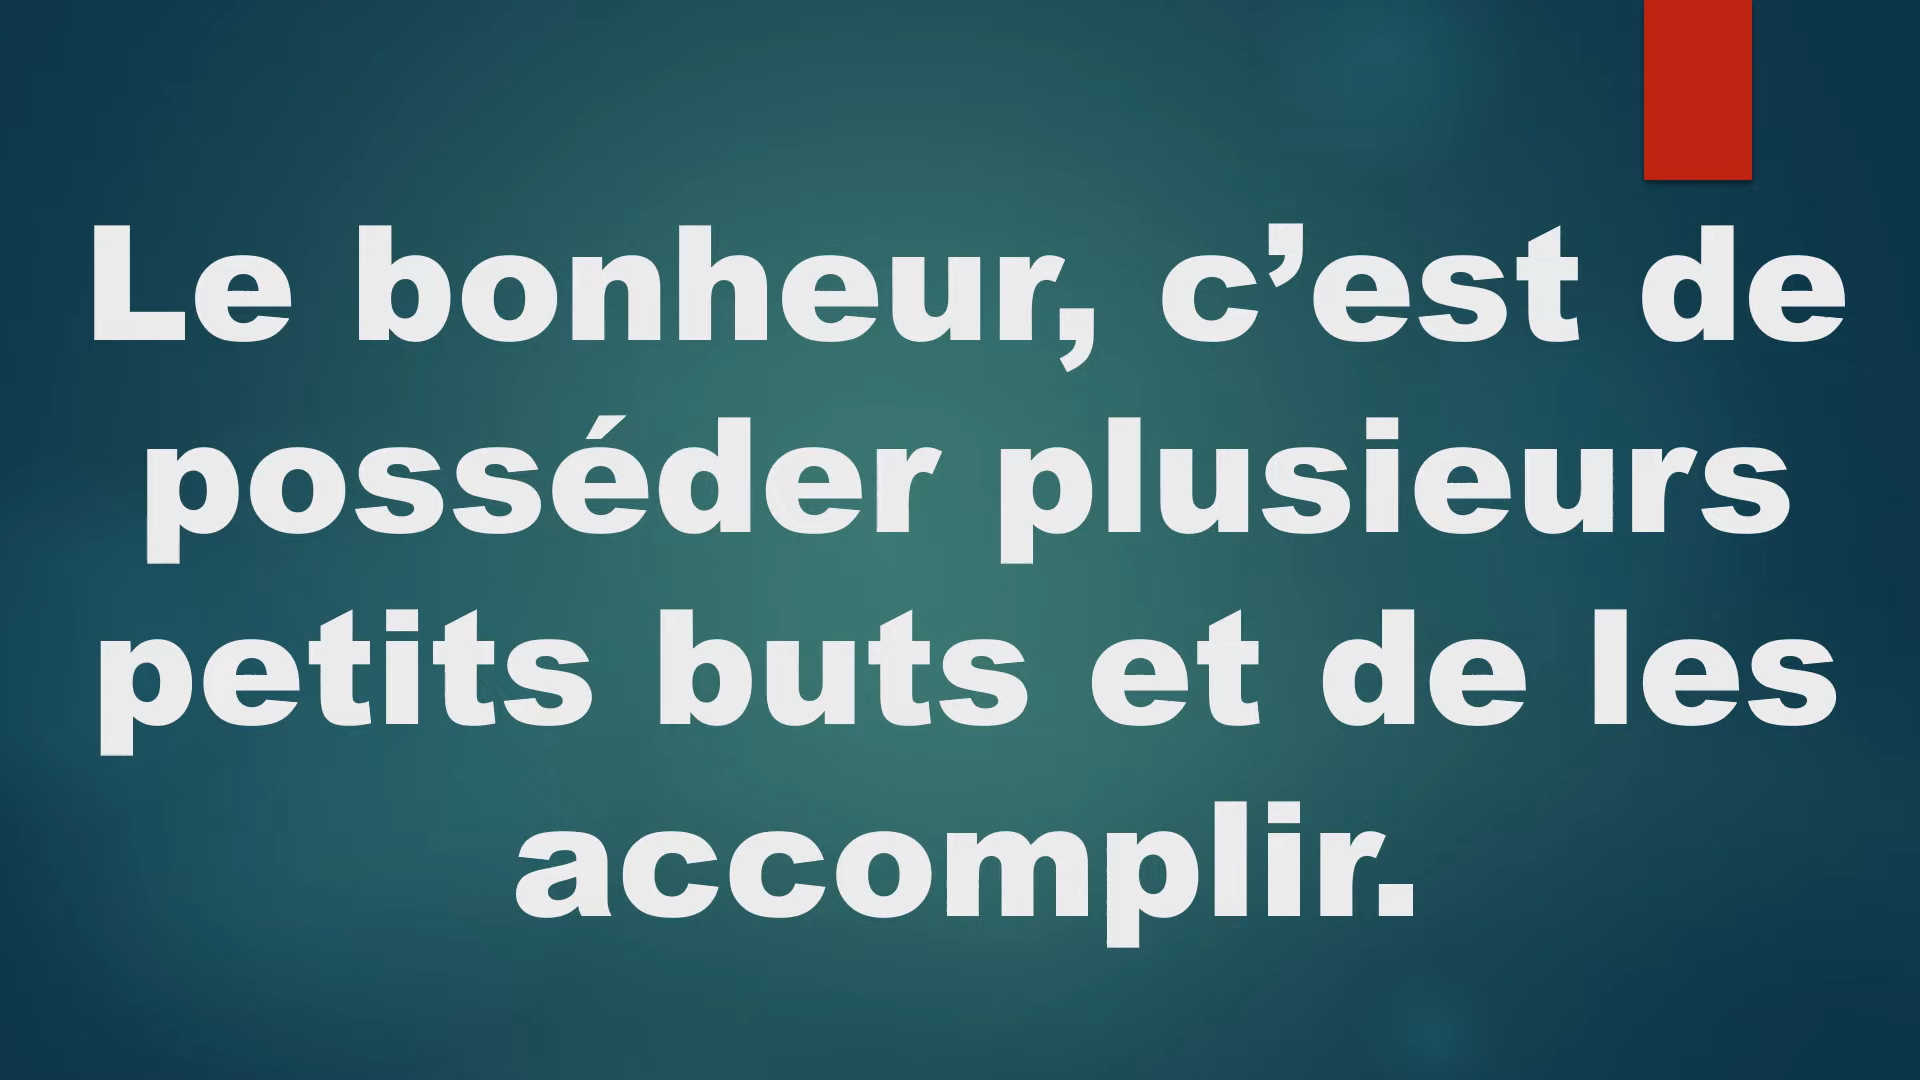 Le bonheur, c’est de
posséder plusieurs
petits buts et de les
accomplir.